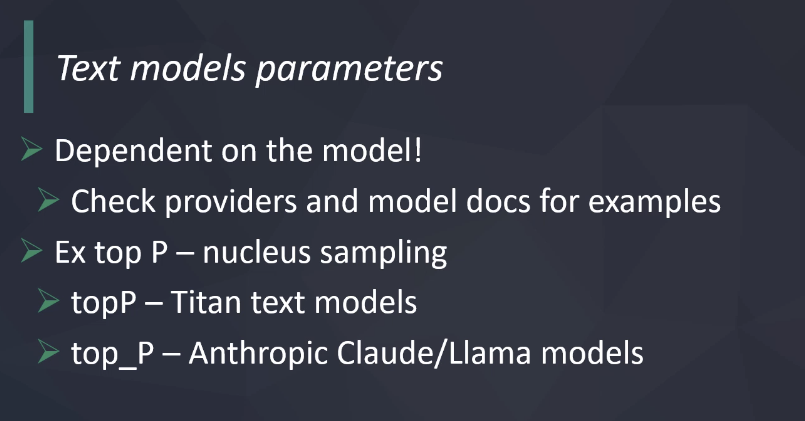 Text models parameters
Dependent on the model!
Check providers and model docs for examples
Ex top P – nucleus sampling
topP – Titan text models
top_P – Anthropic Claude/Llama models